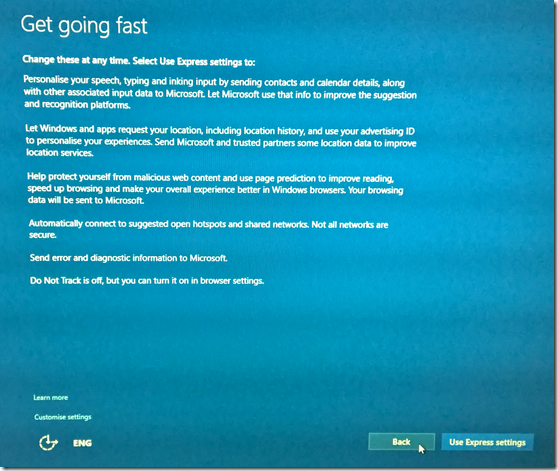 Get going fast
Change these at any time. Select Use Express settings to:
Personalise your speech, typing and inking input by sending contacts and calendar details, along
with other associated input data to Microsoft. Let Microsoft use that info to improve the suggestion
and recognition platforms.
Let Windows and apps request your location, including location history, and use your advertising ID
to personalise your experiences. Send Microsoft and trusted partners some location data to improve
location services.
Help protect yourself from malicious web content and use page prediction to improve reading,
speed up browsing and make your overall experience better in Windows browsers. Your browsing
data will be sent to Microsoft.
Automatically connect to suggested open hotspots and shared networks. Not all networks are
secure.
Send error and diagnostic information to Microsoft.
Do Not Track is off, but you can turn it on in browser settings.
Learn more
Customise settings
ENG
Back
Use Express settings